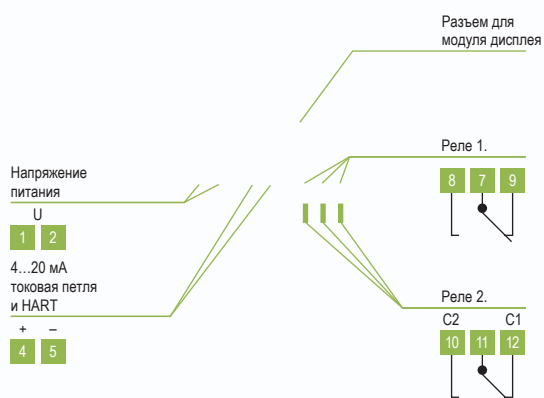 Разъем для
модуля дисплея
Реле 1.
8 7 9
Напряжение
питания
U
1 2
4...20 мА
токовая петля
и HART
+ –
4 5
Реле 2.
C2 C1
10 11 12